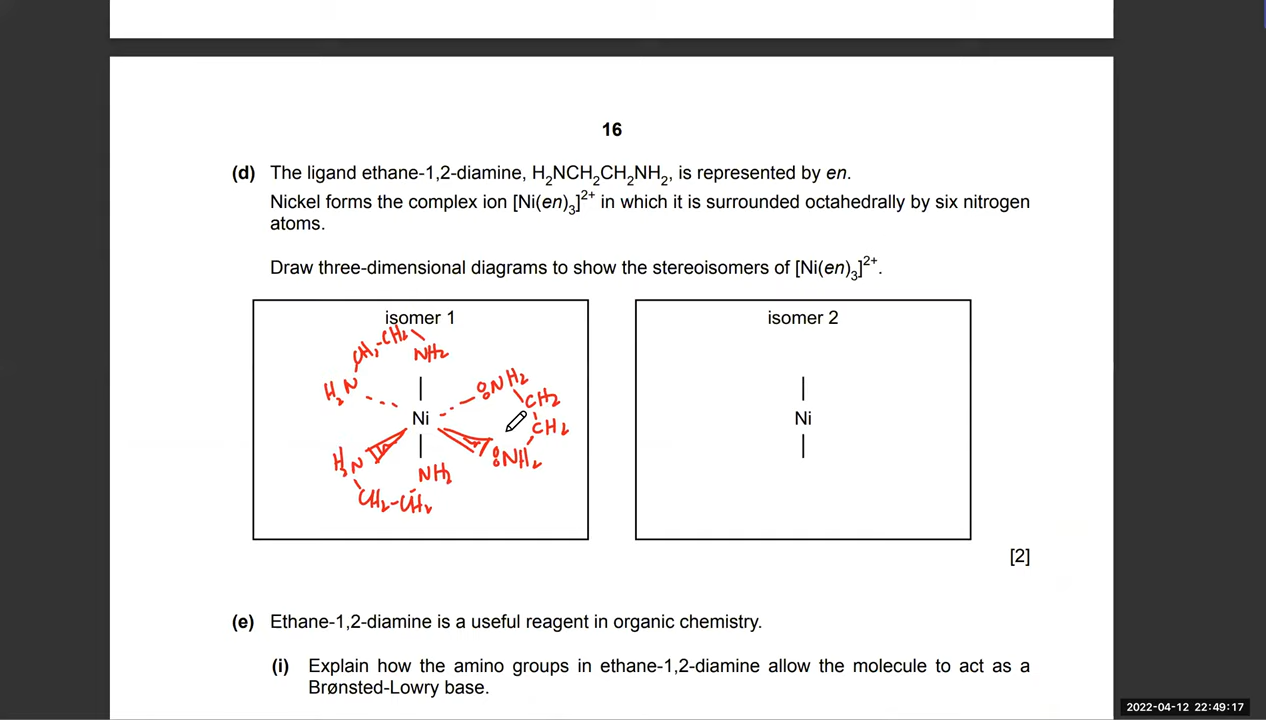 16
(d) The ligand ethane-1,2-diamine, H₂NCH₂CH₂NH₂, is represented by en.
Nickel forms the complex ion [Ni(en)₃]²⁺ in which it is surrounded octahedrally by six nitrogen
atoms.
Draw three-dimensional diagrams to show the stereoisomers of [Ni(en)₃]²⁺.
isomer 1
isomer 2
CH₂-CH₂
NH₂
H₂N
NH₂
CH₂
Ni
Ni
CH₂
H₂N
NH₂
NH₂
CH₂-CH₂
[2]
(e) Ethane-1,2-diamine is a useful reagent in organic chemistry.
(i) Explain how the amino groups in ethane-1,2-diamine allow the molecule to act as a
Brønsted-Lowry base.
2022-04-12 22:49:17